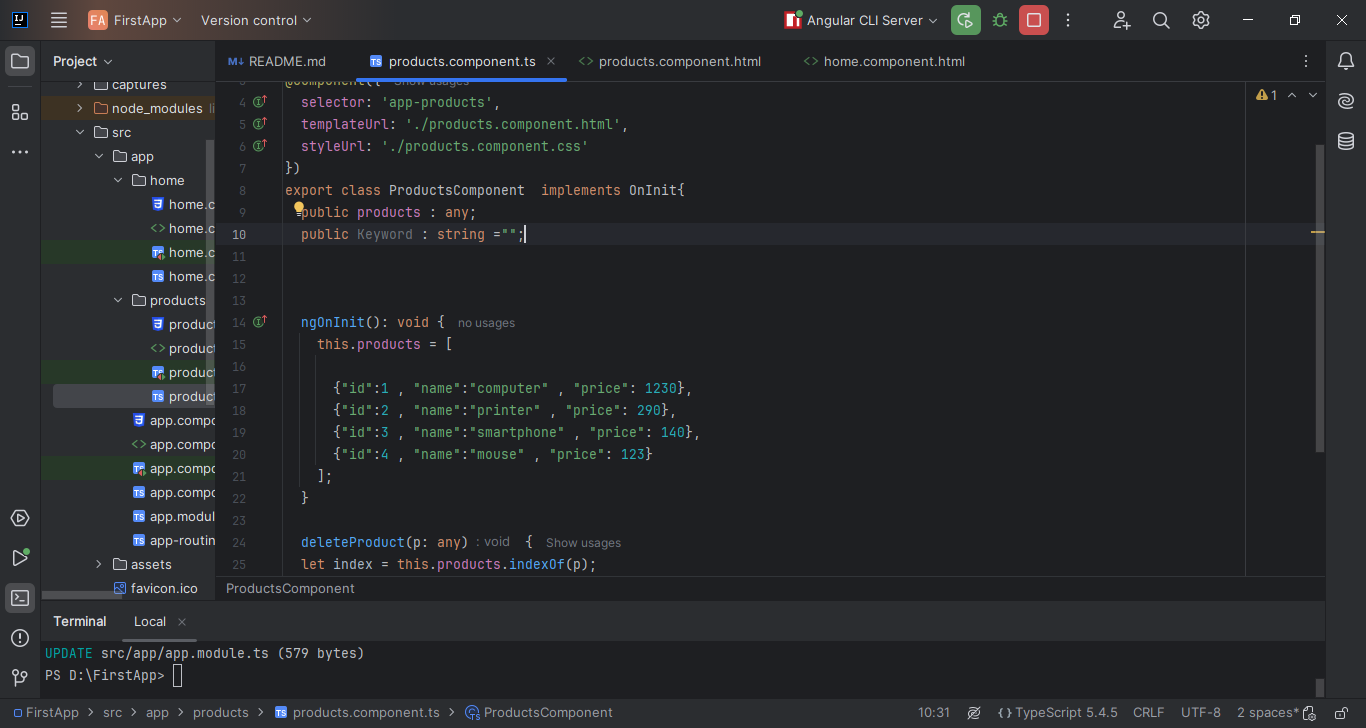 FA FirstApp Version control Angular CLI Server
Project
README.md products.component.ts products.component.html home.component.html
captures
node_modules
src
app
home
home.c
home.c
home.c
home.c
products
product
product
product
product
app.compo
app.compo
app.compo
app.compo
app.modul
app-routin
assets
favicon.ico
1
@Component({ Show usages
4 selector: 'app-products',
5 templateUrl: './products.component.html',
6 styleUrl: './products.component.css'
7 })
8 export class ProductsComponent  implements OnInit{
9 public products : any;
10 public Keyword : string ="";
11
12
13
14 ngOnInit(): void { no usages
15 this.products = [
16
17 {"id":1 , "name":"computer" , "price": 1230},
18 {"id":2 , "name":"printer" , "price": 290},
19 {"id":3 , "name":"smartphone" , "price": 140},
20 {"id":4 , "name":"mouse" , "price": 123}
21 ];
22 }
23
24 deleteProduct(p: any) : void { Show usages
25 let index = this.products.indexOf(p);
ProductsComponent
Terminal Local
UPDATE src/app/app.module.ts (579 bytes)
PS D:\FirstApp>
FirstApp > src > app > products > products.component.ts > ProductsComponent 10:31 TypeScript 5.4.5 CRLF UTF-8 2 spaces*